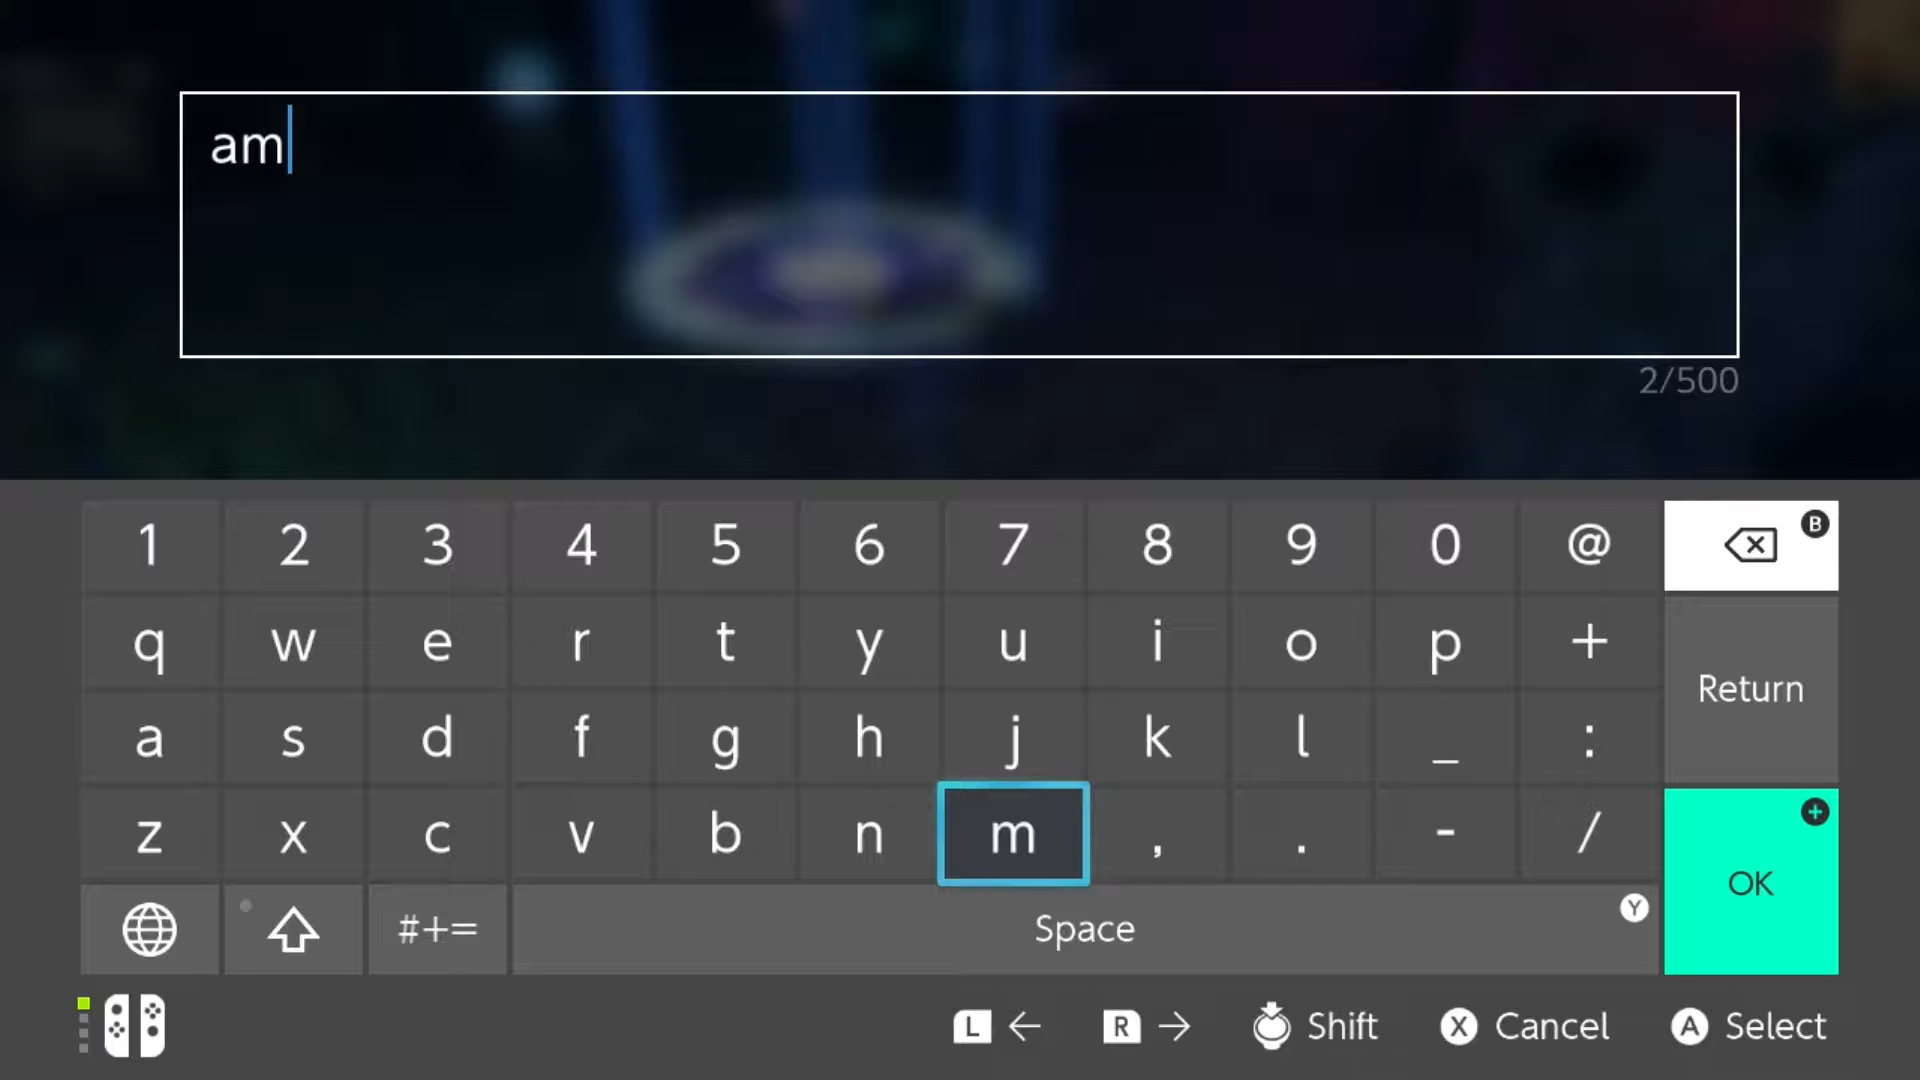 am
2/500
1 2 3 4 5 6 7 8 9 0 @ B
q w e r t y u i o p +
Return
a s d f g h j k l _ :
z x c v b n m , . - / +
OK
#+= Space Y
L ← R → Shift X Cancel A Select